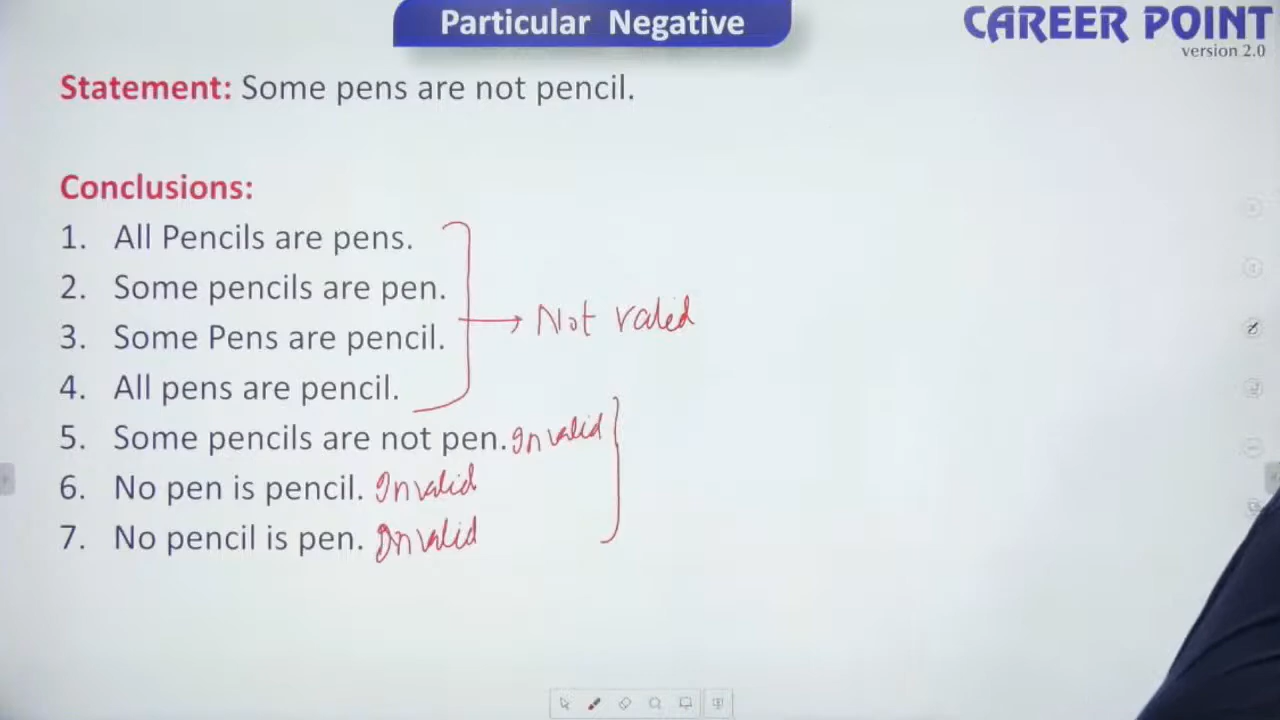 Particular Negative
CAREER POINT
version 2.0
Statement: Some pens are not pencil.
Conclusions:
1. All Pencils are pens.
2. Some pencils are pen.
3. Some Pens are pencil.
→ Not valid
4. All pens are pencil.
5. Some pencils are not pen. Invalid
6. No pen is pencil. Invalid
7. No pencil is pen. Invalid